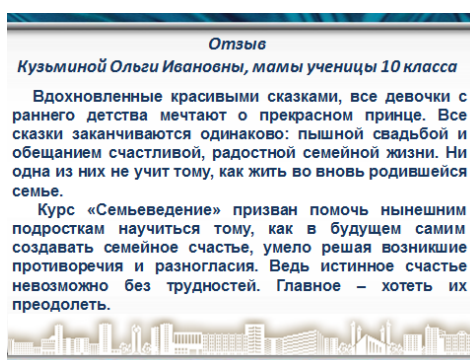 Отзыв
Кузьминой Ольги Ивановны, мамы ученицы 10 класса
Вдохновленные красивыми сказками, все девочки с
раннего детства мечтают о прекрасном принце. Все
сказки заканчиваются одинаково: пышной свадьбой и
обещанием счастливой, радостной семейной жизни. Ни
одна из них не учит тому, как жить во вновь родившейся
семье.
Курс «Семьеведение» призван помочь нынешним
подросткам научиться тому, как в будущем самим
создавать семейное счастье, умело решая возникшие
противоречия и разногласия. Ведь истинное счастье
невозможно без трудностей. Главное – хотеть их
преодолеть.